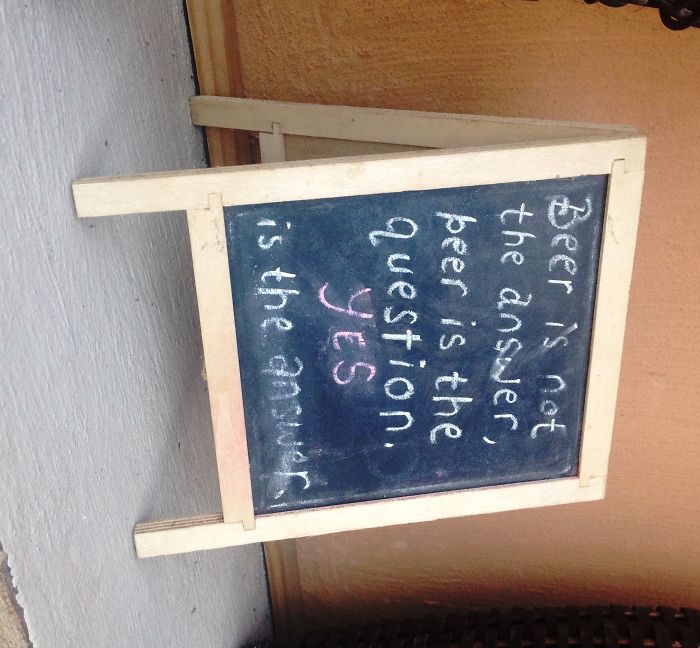 Beer is not
the answer,
beer is the
question.
YES
is the answer.